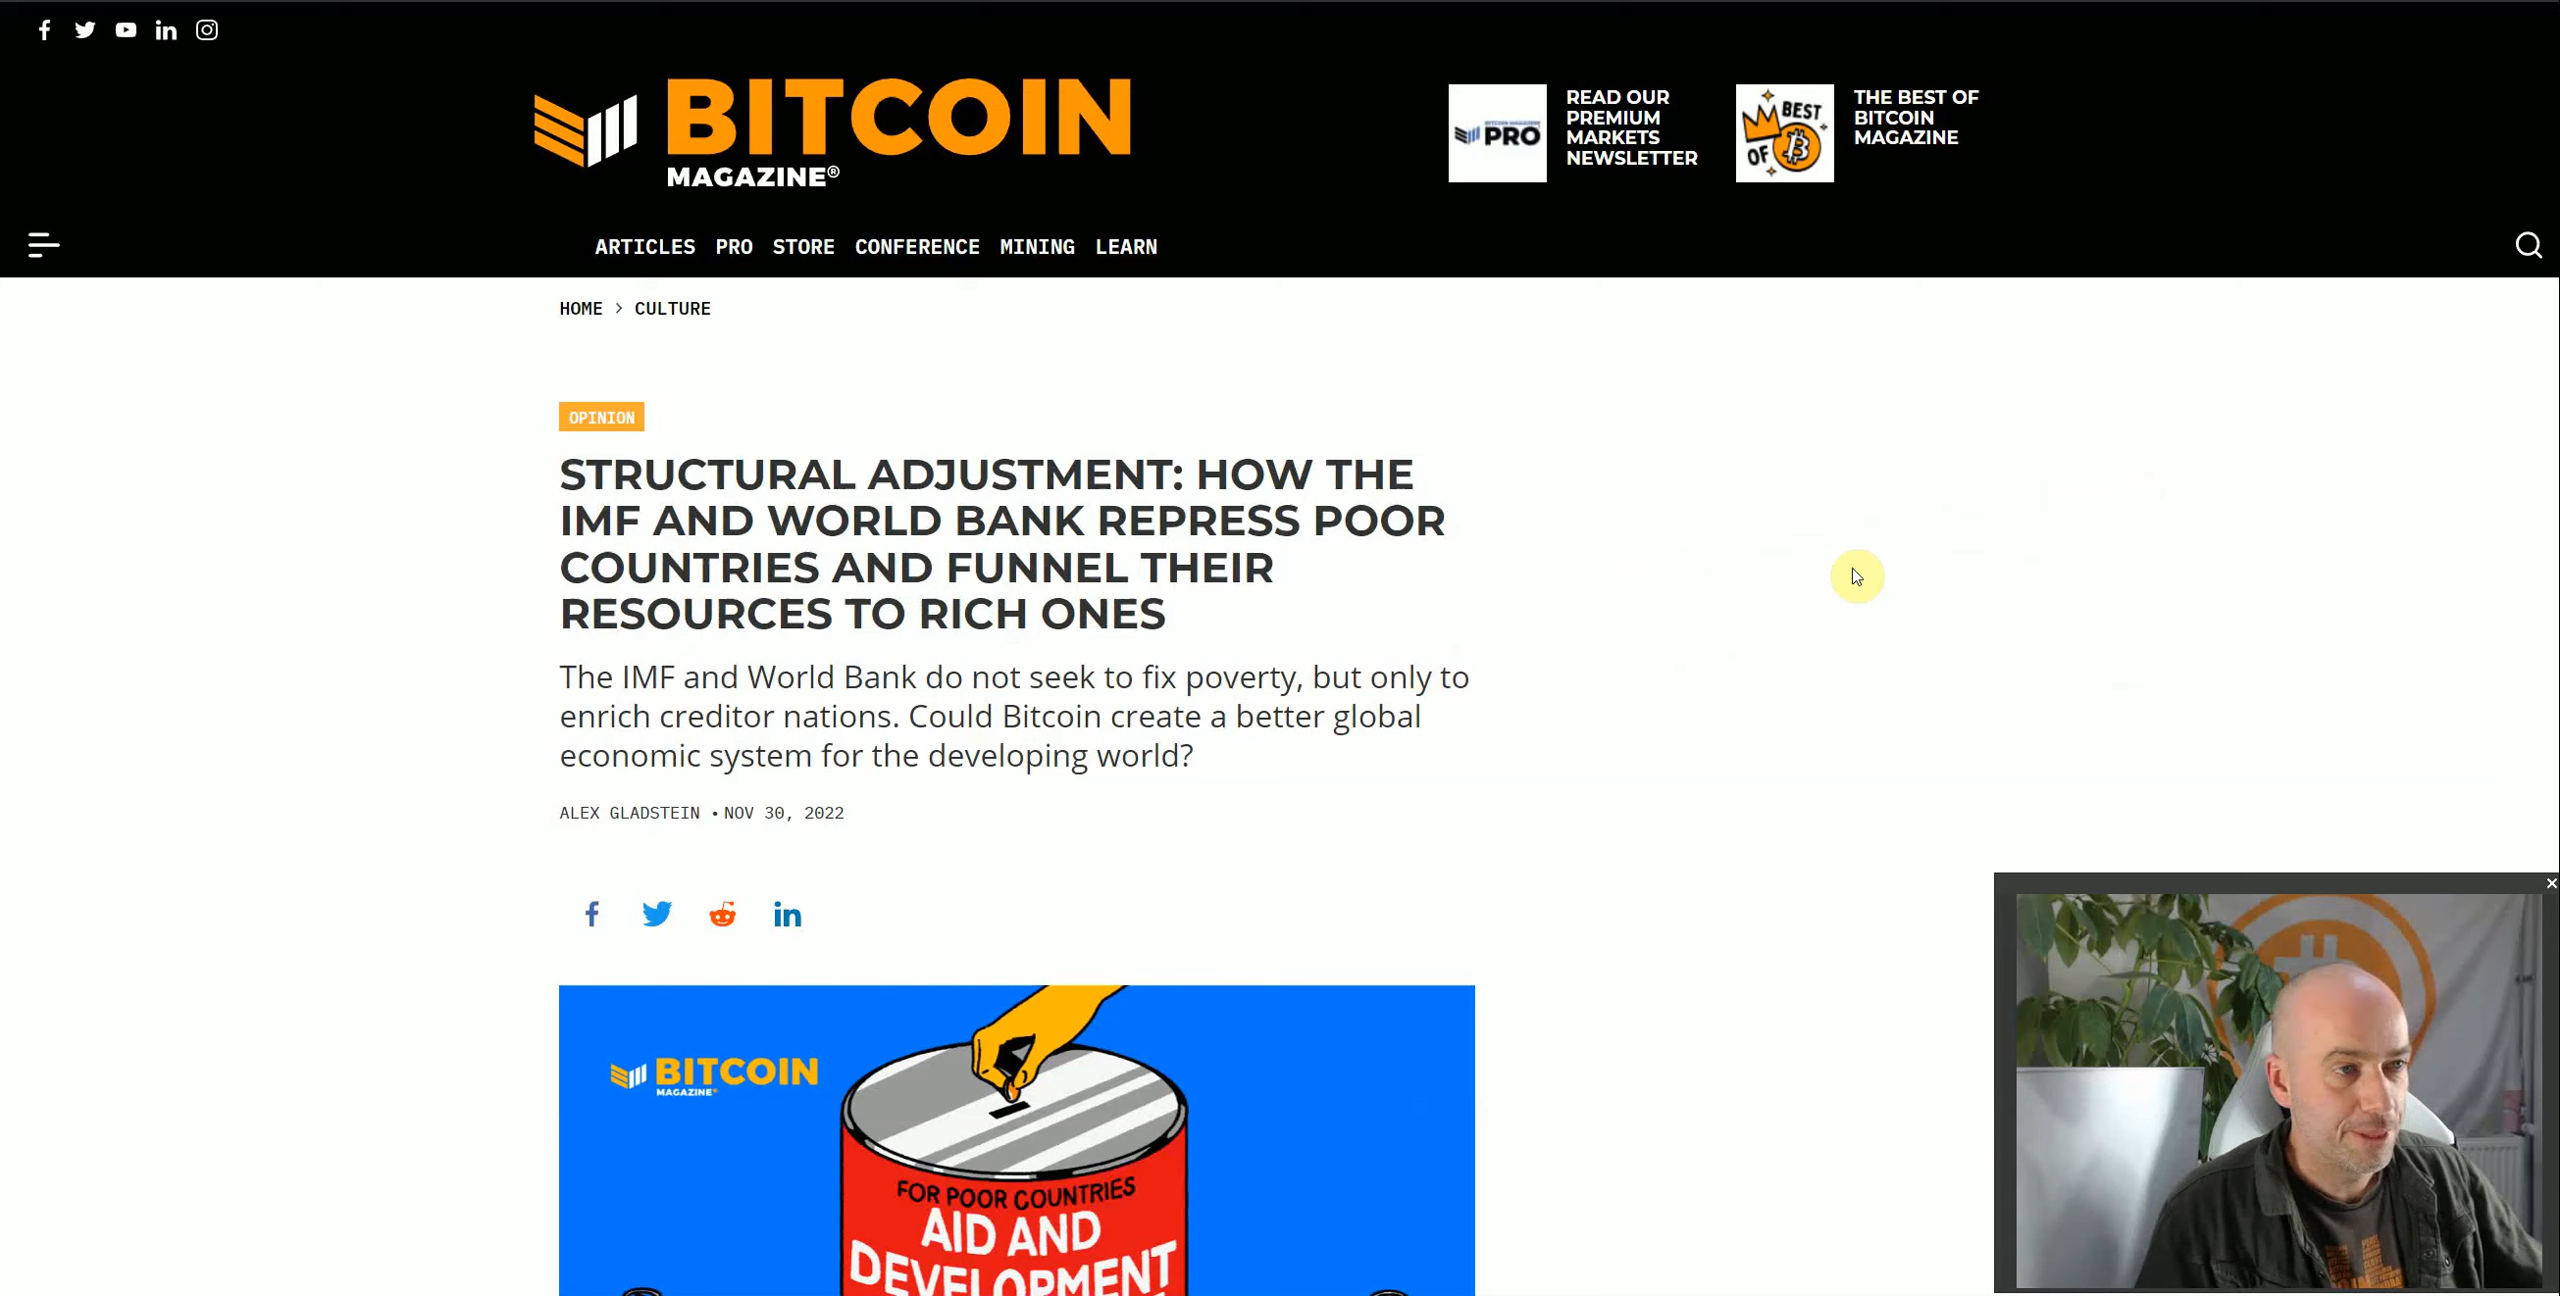 BITCOIN
MAGAZINE®
PRO
READ OUR
PREMIUM
MARKETS
NEWSLETTER
BEST
OF
THE BEST OF
BITCOIN
MAGAZINE
ARTICLES PRO STORE CONFERENCE MINING LEARN
HOME > CULTURE
OPINION
STRUCTURAL ADJUSTMENT: HOW THE
IMF AND WORLD BANK REPRESS POOR
COUNTRIES AND FUNNEL THEIR
RESOURCES TO RICH ONES
The IMF and World Bank do not seek to fix poverty, but only to
enrich creditor nations. Could Bitcoin create a better global
economic system for the developing world?
ALEX GLADSTEIN • NOV 30, 2022
BITCOIN
MAGAZINE®
FOR POOR COUNTRIES
AID AND
DEVELOPMENT